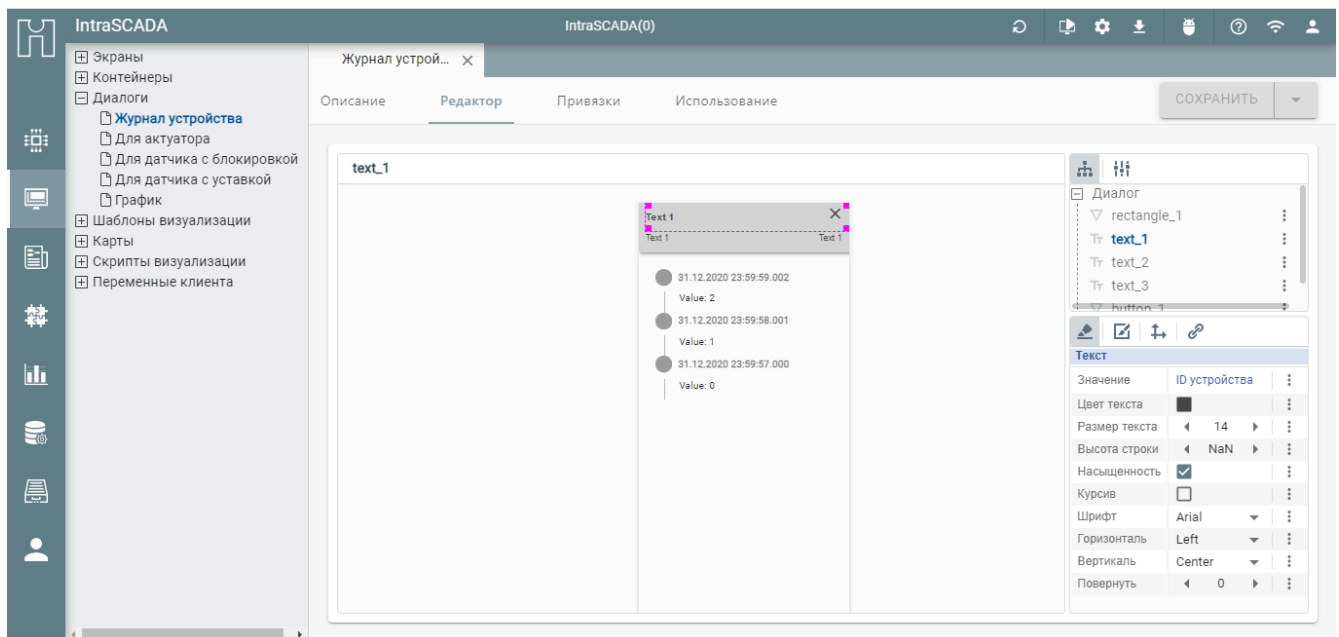 IntraSCADA
IntraSCADA(0)
Экраны
Контейнеры
Диалоги
Журнал устройства
Для актуатора
Для датчика с блокировкой
Для датчика с уставкой
График
Шаблоны визуализации
Карты
Скрипты визуализации
Переменные клиента
Журнал устрой...
Описание
Редактор
Привязки
Использование
СОХРАНИТЬ
text_1
Text 1
Text 1 Text 1
31.12.2020 23:59:59.002
Value: 2
31.12.2020 23:59:58.001
Value: 1
31.12.2020 23:59:57.000
Value: 0
Диалог
rectangle_1
Tт text_1
Tт text_2
Tт text_3
button_1
Текст
Значение ID устройства
Цвет текста
Размер текста 14
Высота строки NaN
Насыщенность
Курсив
Шрифт Arial
Горизонталь Left
Вертикаль Center
Повернуть 0